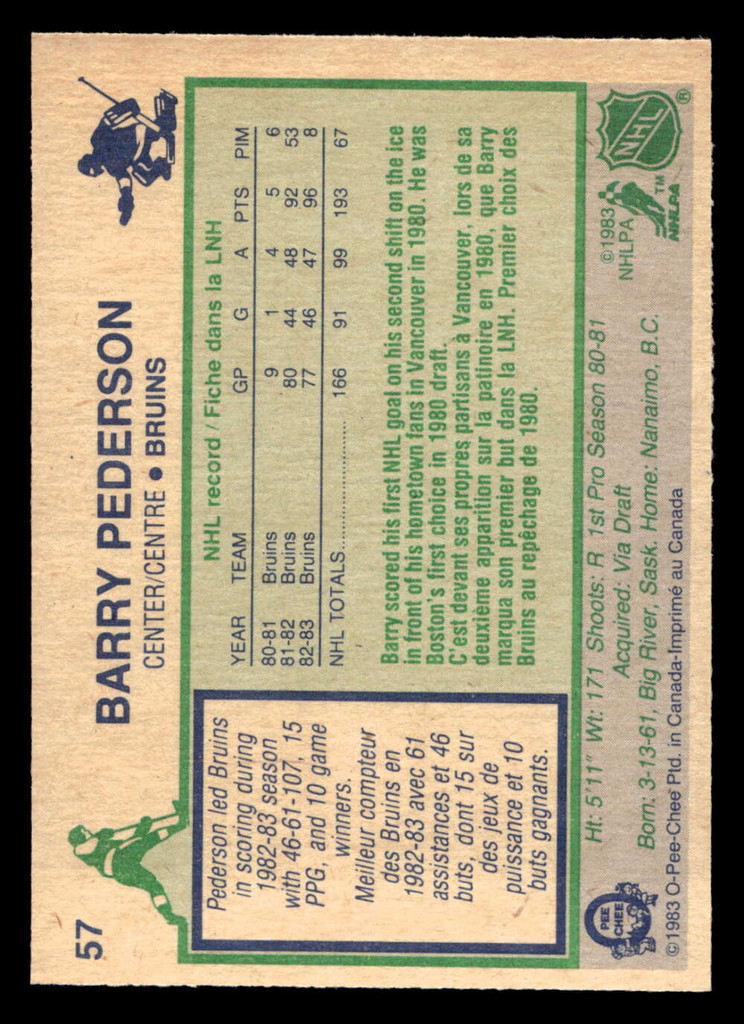 57
BARRY PEDERSON
CENTER/CENTRE • BRUINS
Pederson led Bruins
in scoring during
1982-83 season
with 46-61-107, 15
PPG, and 10 game
winners.
Meilleur compteur
des Bruins en
1982-83 avec 61
assistances et 46
buts, dont 15 sur
des jeux de
puissance et 10
buts gagnants.
NHL record / Fiche dans la LNH
YEAR TEAM GP G A PTS PIM
80-81 Bruins 9 1 4 5 6
81-82 Bruins 80 44 48 92 53
82-83 Bruins 77 46 47 96 8
NHL TOTALS.................... 166 91 99 193 67
Barry scored his first NHL goal on his second shift on the ice
in front of his hometown fans in Vancouver in 1980. He was
Boston's first choice in 1980 draft.
C'est devant ses propres partisans à Vancouver, lors de sa
deuxième apparition sur la patinoire en 1980, que Barry
marqua son premier but dans la LNH. Premier choix des
Bruins au repêchage de 1980.
Ht: 5'11" Wt: 171 Shoots: R 1st Pro Season 80-81
Acquired: Via Draft
Born: 3-13-61, Big River, Sask. Home: Nanaimo, B.C.
©1983 O-Pee-Chee Ptd. in Canada-Imprimé au Canada
O
PEE
CHEE
©1983
NHLPA
NHLPA
TM
NHL
®